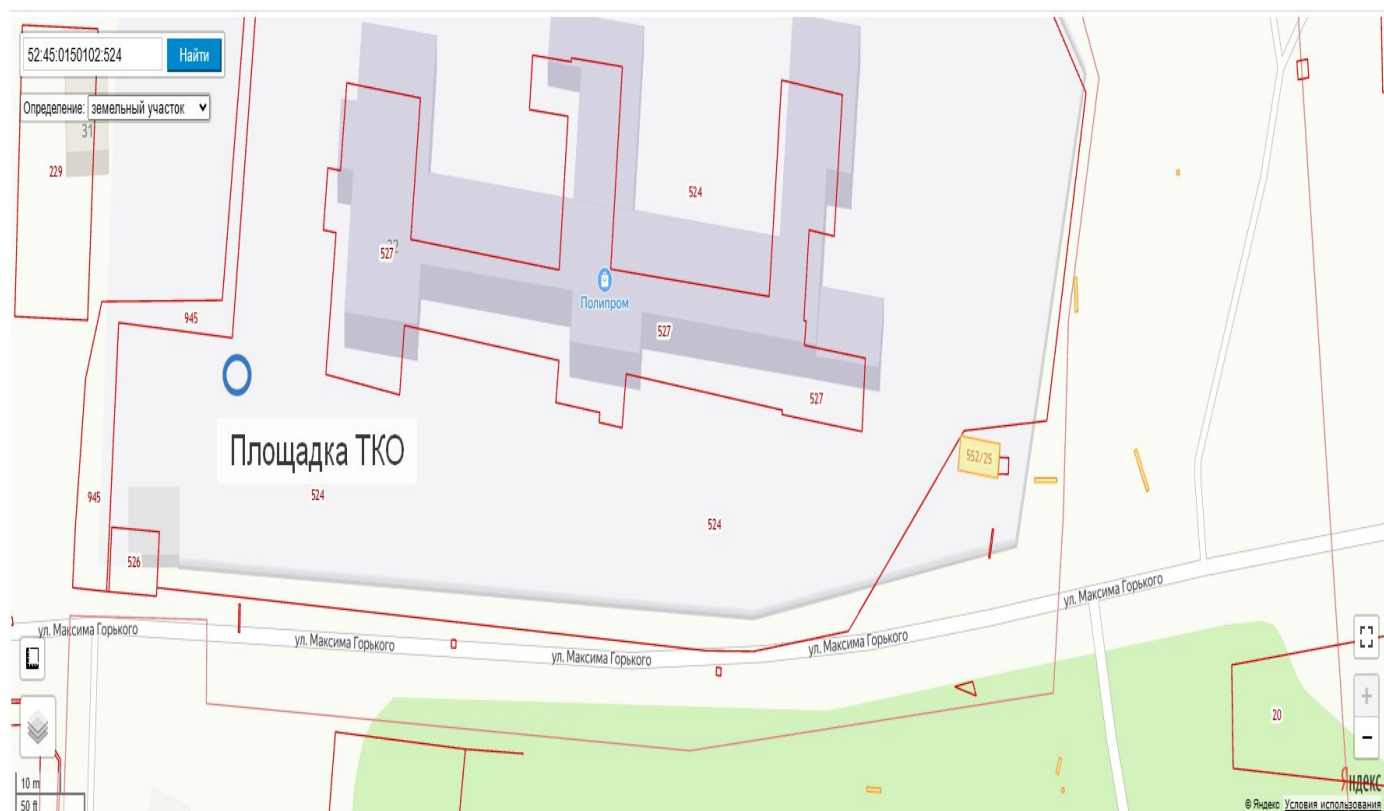 52:45:0150102:524
Найти
Определение: земельный участок
31
229
524
22
527
Полипром
945
527
527
Площадка ТКО
552/25
945
524
524
526
ул. Максима Горького
ул. Максима Горького
ул. Максима Горького
ул. Максима Горького
ул. Максима Горького
20
10 m
50 ft
Яндекс
© Яндекс Условия использования